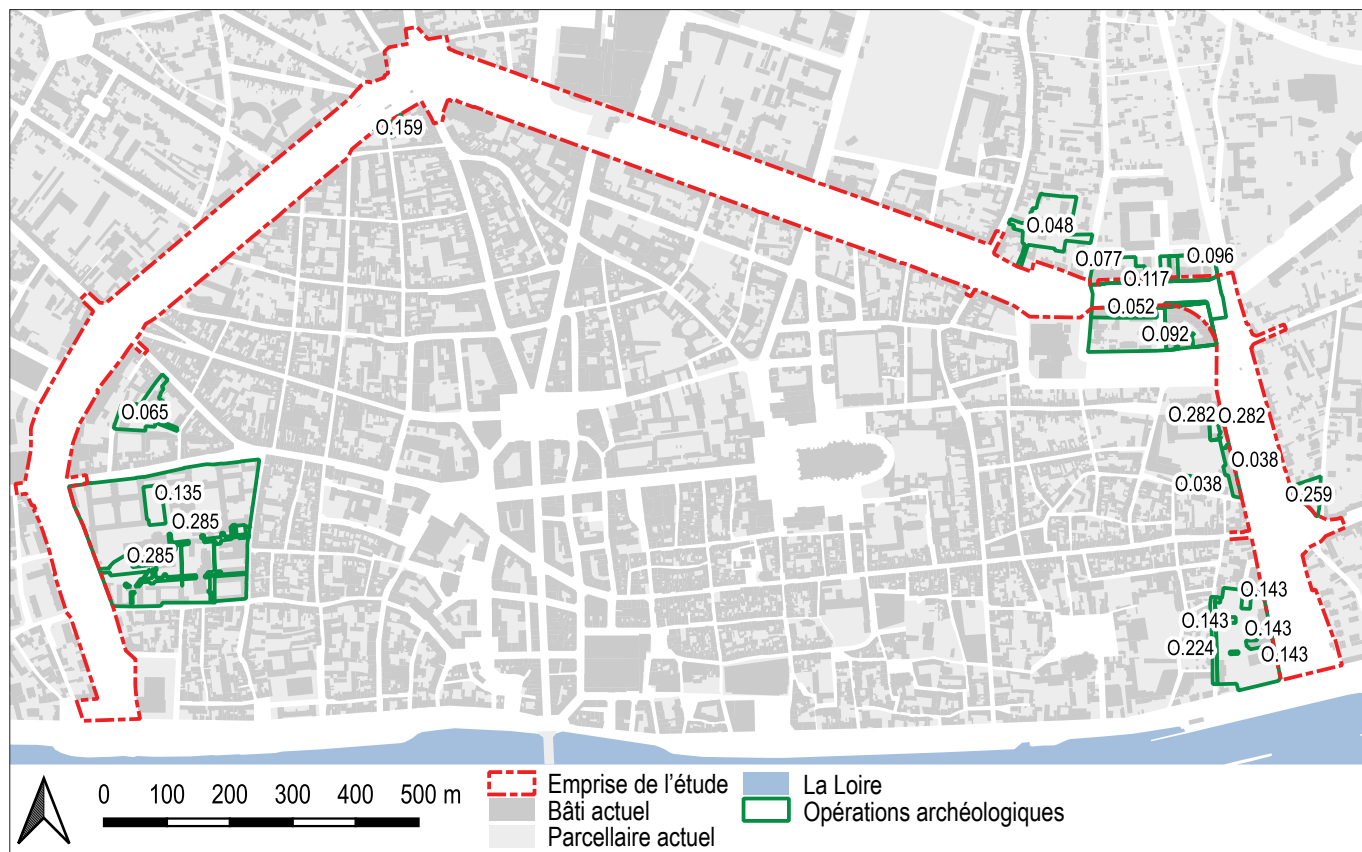 O.159
O.048
O.077
O.096
O.117
O.052
O.092
O.065
O.282
O.282
O.038
O.038
O.259
O.135
O.285
O.285
O.143
O.143
O.143
O.224
O.143
0 100 200 300 400 500 m
Emprise de l'étude
Bâti actuel
Parcellaire actuel
La Loire
Opérations archéologiques